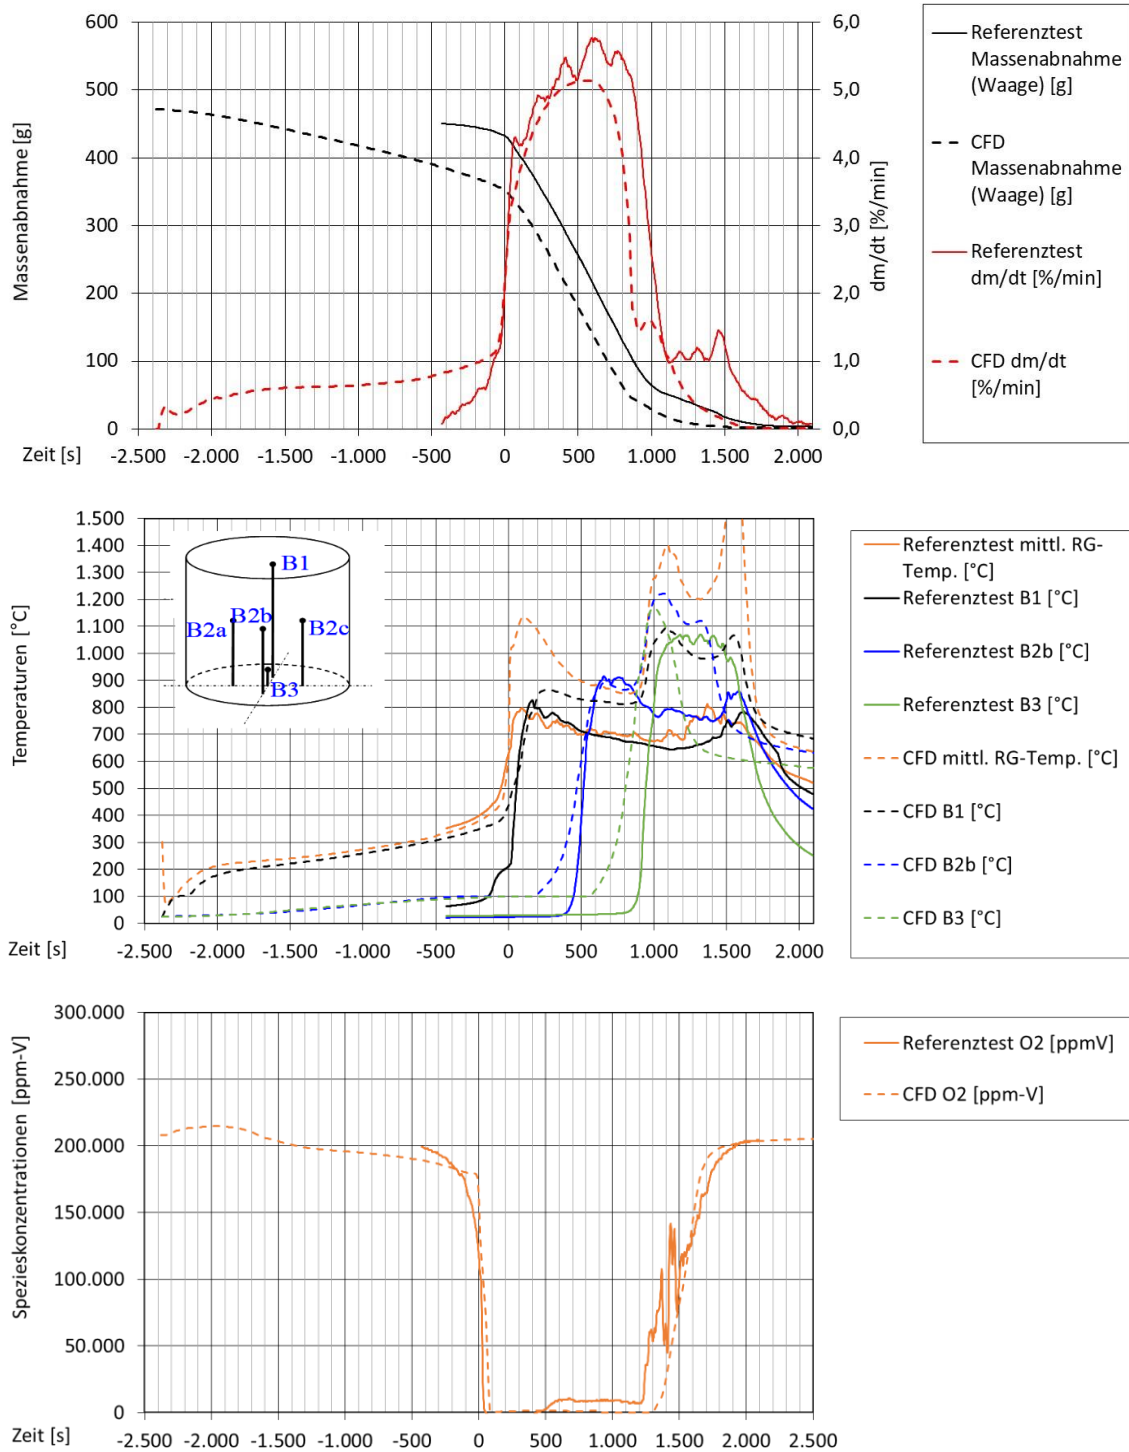 600
500
400
300
200
100
0
Massenabnahme [g]
6,0
5,0
4,0
3,0
2,0
1,0
0,0
dm/dt [%/min]
Zeit [s]
-2.500 -2.000 -1.500 -1.000 -500 0 500 1.000 1.500 2.000
Referenztest
Massenabnahme
(Waage) [g]
CFD
Massenabnahme
(Waage) [g]
Referenztest
dm/dt [%/min]
CFD dm/dt
[%/min]
1.500
1.400
1.300
1.200
1.100
1.000
900
800
700
600
500
400
300
200
100
0
Temperaturen [°C]
B1
B2b
B2a
B2c
B3
Zeit [s]
-2.500 -2.000 -1.500 -1.000 -500 0 500 1.000 1.500 2.000
Referenztest mittl. RG-
Temp. [°C]
Referenztest B1 [°C]
Referenztest B2b [°C]
Referenztest B3 [°C]
CFD mittl. RG-Temp. [°C]
CFD B1 [°C]
CFD B2b [°C]
CFD B3 [°C]
300.000
250.000
200.000
150.000
100.000
50.000
0
Spezieskonzentrationen [ppm-V]
Zeit [s]
-2.500 -2.000 -1.500 -1.000 -500 0 500 1.000 1.500 2.000 2.500
Referenztest O2 [ppmV]
CFD O2 [ppm-V]